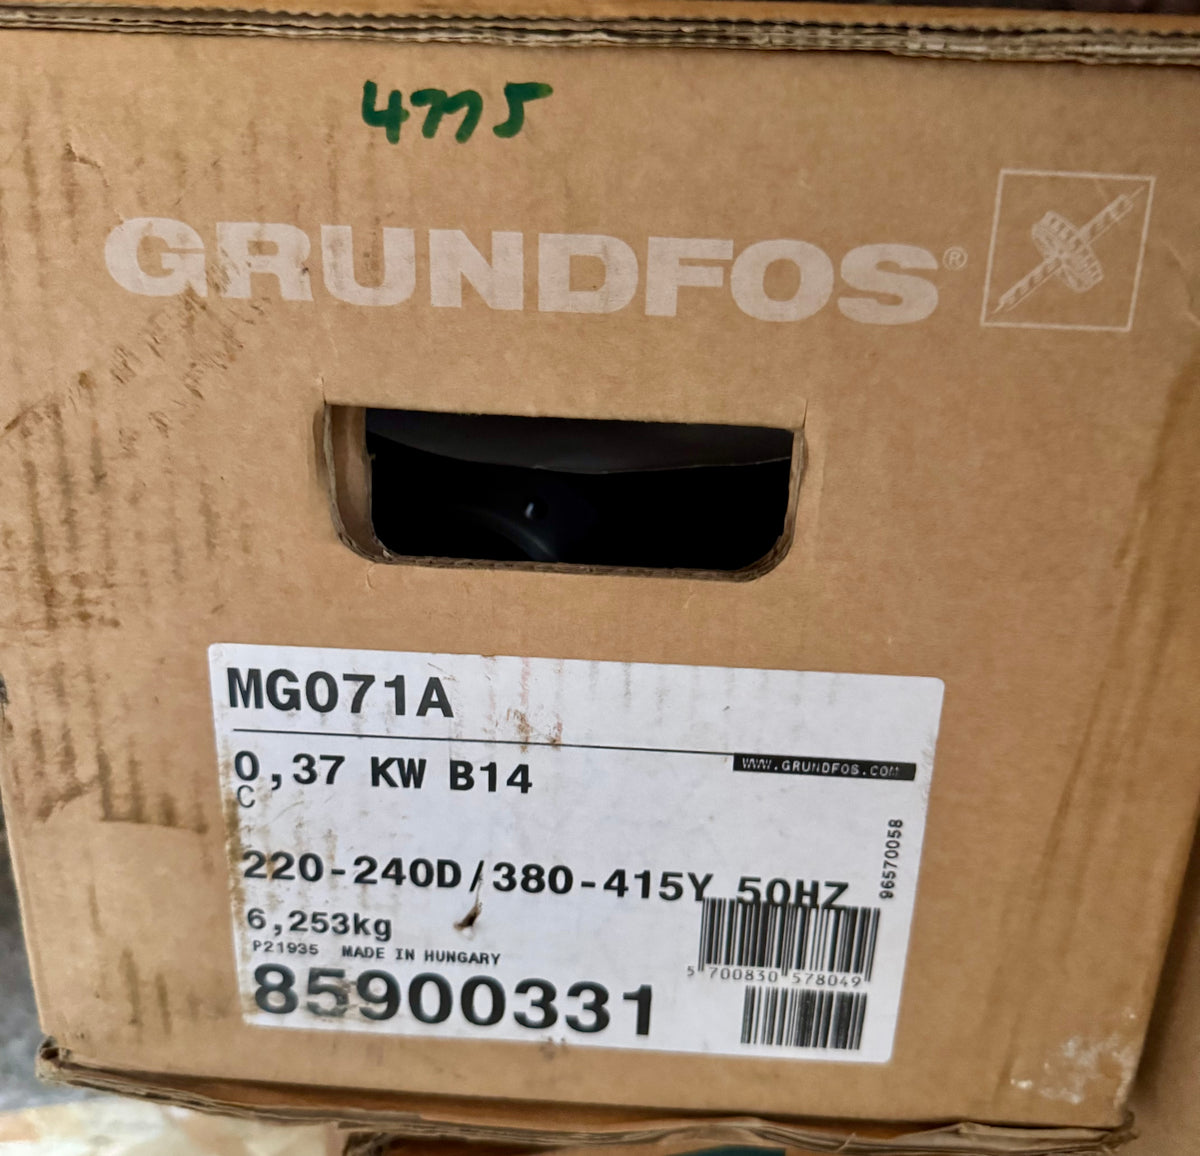 4775
GRUNDFOS®
MG071A
0,37 KW B14
WWW.GRUNDFOS.COM
C
96570058
220-240D/380-415Y 50HZ
6,253kg
P21935 MADE IN HUNGARY
5 700830 578049
85900331